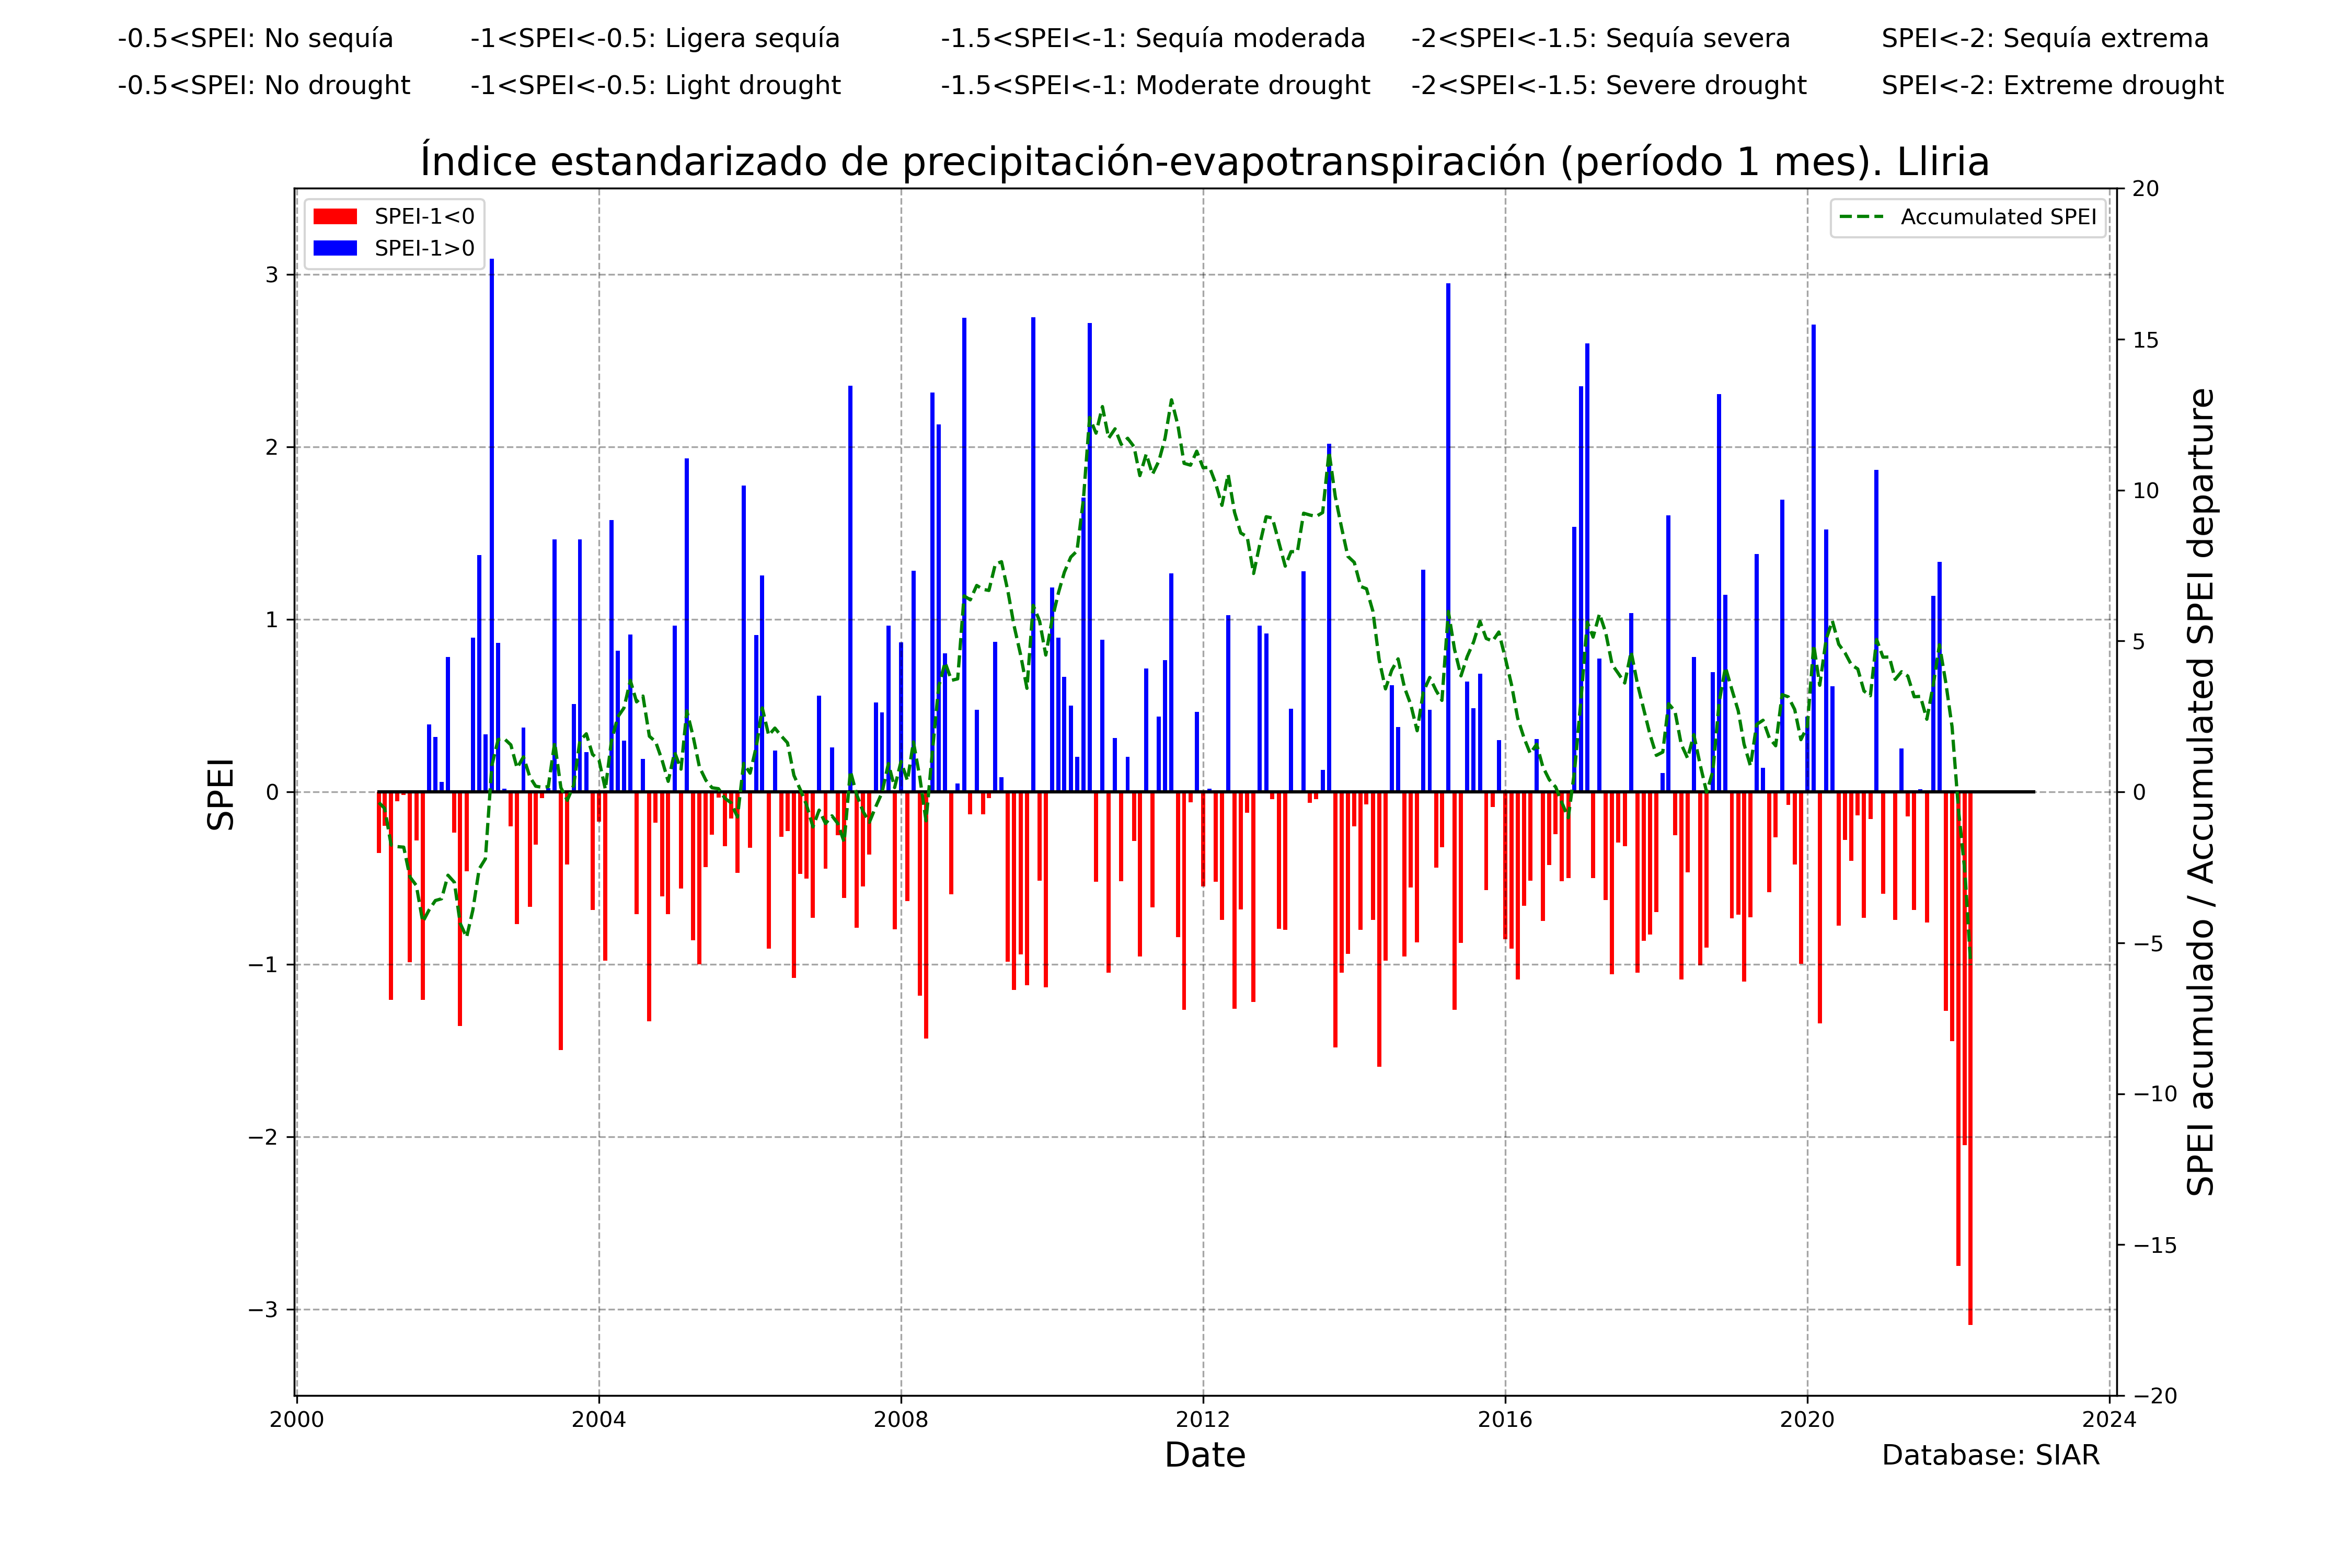 -0.5<SPEI: No sequía -1<SPEI<-0.5: Ligera sequía -1.5<SPEI<-1: Sequía moderada -2<SPEI<-1.5: Sequía severa SPEI<-2: Sequía extrema
-0.5<SPEI: No drought -1<SPEI<-0.5: Light drought -1.5<SPEI<-1: Moderate drought -2<SPEI<-1.5: Severe drought SPEI<-2: Extreme drought
Índice estandarizado de precipitación-evapotranspiración (período 1 mes). Lliria
SPEI-1<0
SPEI-1>0
Accumulated SPEI
SPEI
3
2
1
0
−1
−2
−3
20
15
10
5
0
−5
−10
−15
−20
SPEI acumulado / Accumulated SPEI departure
2000 2004 2008 2012 2016 2020 2024
Date
Database: SIAR